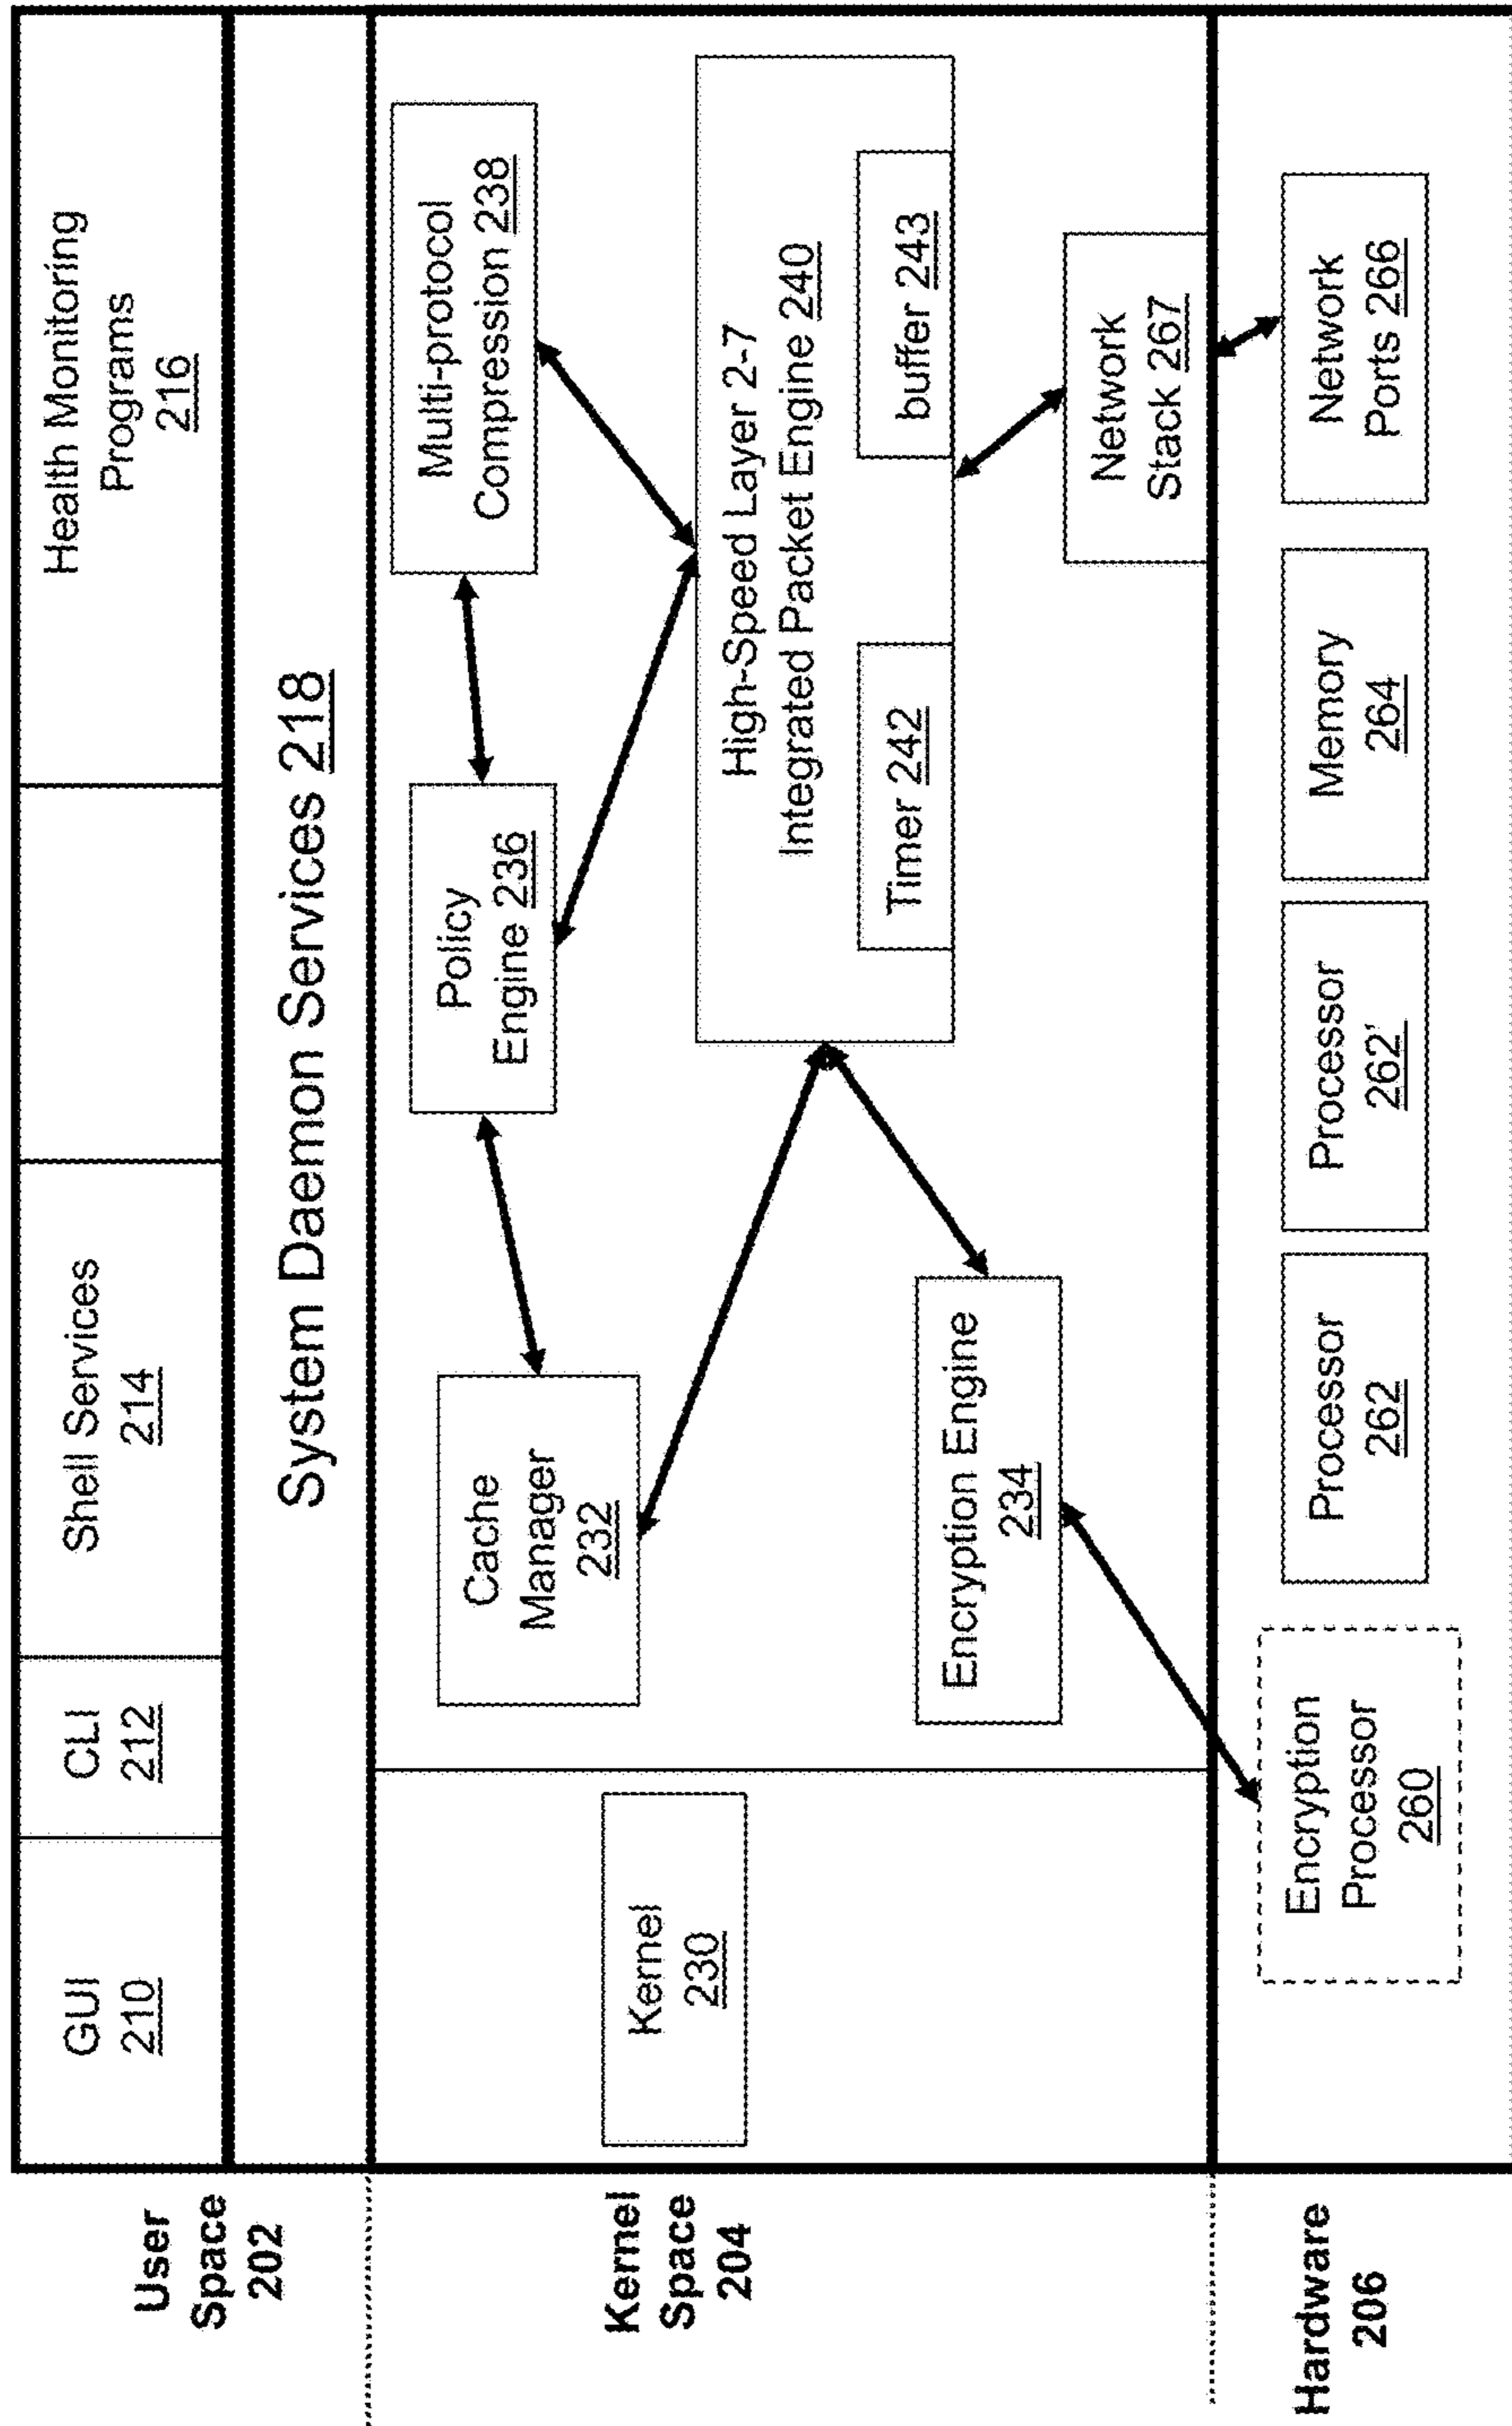 User
Space
202
GUI
210
CLI
212
Shell Services
214
Health Monitoring
Programs
216
System Daemon Services 218
Kernel
Space
204
Kernel
230
Cache
Manager
232
Policy
Engine 236
Multi-protocol
Compression 238
High-Speed Layer 2-7
Integrated Packet Engine 240
Timer 242
buffer 243
Encryption Engine
234
Network
Stack 267
Hardware
206
Encryption
Processor
260
Processor
262
Processor
262'
Memory
264
Network
Ports 266